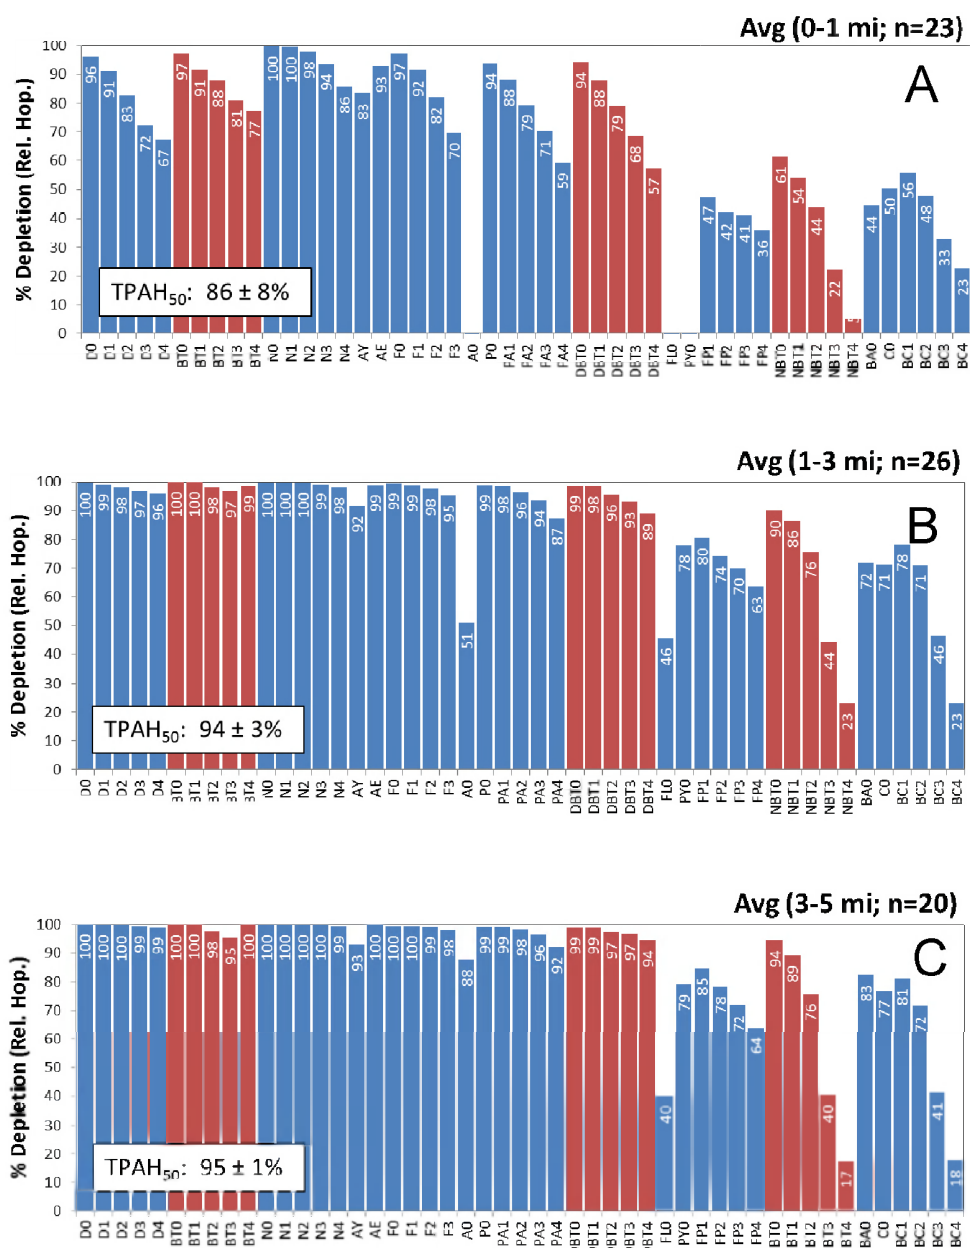 Avg (0-1 mi; n=23)
A
% Depletion (Rel. Hop.)
100
90
80
70
60
50
40
30
20
10
0
96 91 83 72 67 97 91 88 81 77 100 100 98 94 86 83 93 97 92 82 70 94 88 79 71 59 94 88 79 68 57 47 42 41 36 61 54 44 22 44 50 56 48 33 23
TPAH50: 86 ± 8%
D0 D1 D2 D3 D4 BT0 BT1 BT2 BT3 BT4 N0 N1 N2 N3 N4 AY AE F0 F1 F2 F3 A0 P0 PA1 PA2 PA3 PA4 DBT0 DBT1 DBT2 DBT3 DBT4 FL0 PY0 FP1 FP2 FP3 FP4 NBT0 NBT1 NBT2 NBT3 NBT4 BA0 C0 BC1 BC2 BC3 BC4
Avg (1-3 mi; n=26)
B
% Depletion (Rel. Hop.)
100
90
80
70
60
50
40
30
20
10
0
100 99 98 97 96 100 100 98 97 99 100 100 100 99 98 92 99 99 99 98 95 51 99 98 96 94 87 99 98 96 93 89 46 78 80 74 70 63 90 86 76 44 23 72 71 78 71 46 23
TPAH50: 94 ± 3%
D0 D1 D2 D3 D4 BT0 BT1 BT2 BT3 BT4 N0 N1 N2 N3 N4 AY AE F0 F1 F2 F3 A0 P0 PA1 PA2 PA3 PA4 DBT0 DBT1 DBT2 DBT3 DBT4 FL0 PY0 FP1 FP2 FP3 FP4 NBT0 NBT1 NBT2 NBT3 NBT4 BA0 C0 BC1 BC2 BC3 BC4
Avg (3-5 mi; n=20)
C
% Depletion (Rel. Hop.)
100
90
80
70
60
50
40
30
20
10
0
100 100 100 99 99 100 100 98 95 100 100 100 100 100 99 93 100 100 100 99 98 88 99 99 98 96 92 99 99 97 97 94 40 79 85 78 72 64 94 89 76 40 17 83 77 81 72 41 18
TPAH50: 95 ± 1%
D0 D1 D2 D3 D4 BT0 BT1 BT2 BT3 BT4 N0 N1 N2 N3 N4 AY AE F0 F1 F2 F3 A0 P0 PA1 PA2 PA3 PA4 DBT0 DBT1 DBT2 DBT3 DBT4 FL0 PY0 FP1 FP2 FP3 FP4 BT0 BT1 BT2 BT3 BT4 BA0 C0 BC1 BC2 BC3 BC4